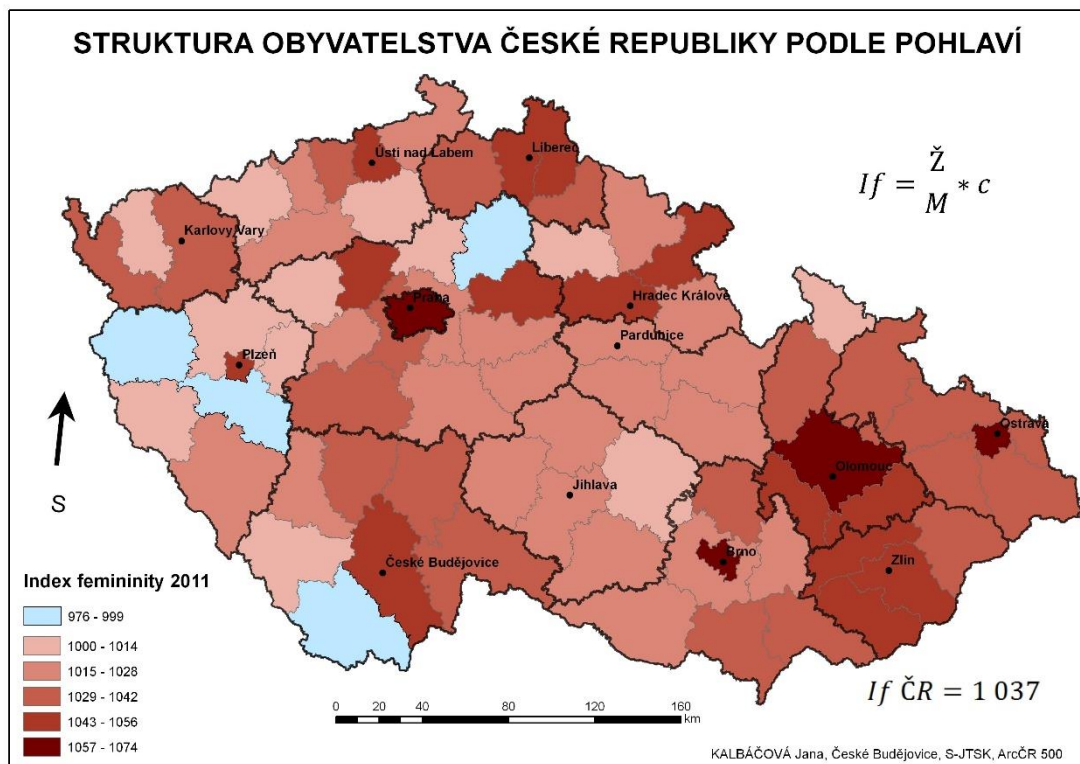 STRUKTURA OBYVATELSTVA ČESKÉ REPUBLIKY PODLE POHLAVÍ
Ústí nad Labem
Liberec
If = Ž/M * c
Karlovy Vary
Praha
Hradec Králové
Plzeň
Pardubice
Ostrava
Olomouc
S
Jihlava
Brno
Zlín
České Budějovice
Index femininity 2011
976 - 999
1000 - 1014
1015 - 1028
1029 - 1042
1043 - 1056
1057 - 1074
If ČR = 1 037
0 20 40 80 120 160
km
KALBÁČOVÁ Jana, České Budějovice, S-JTSK, ArcČR 500